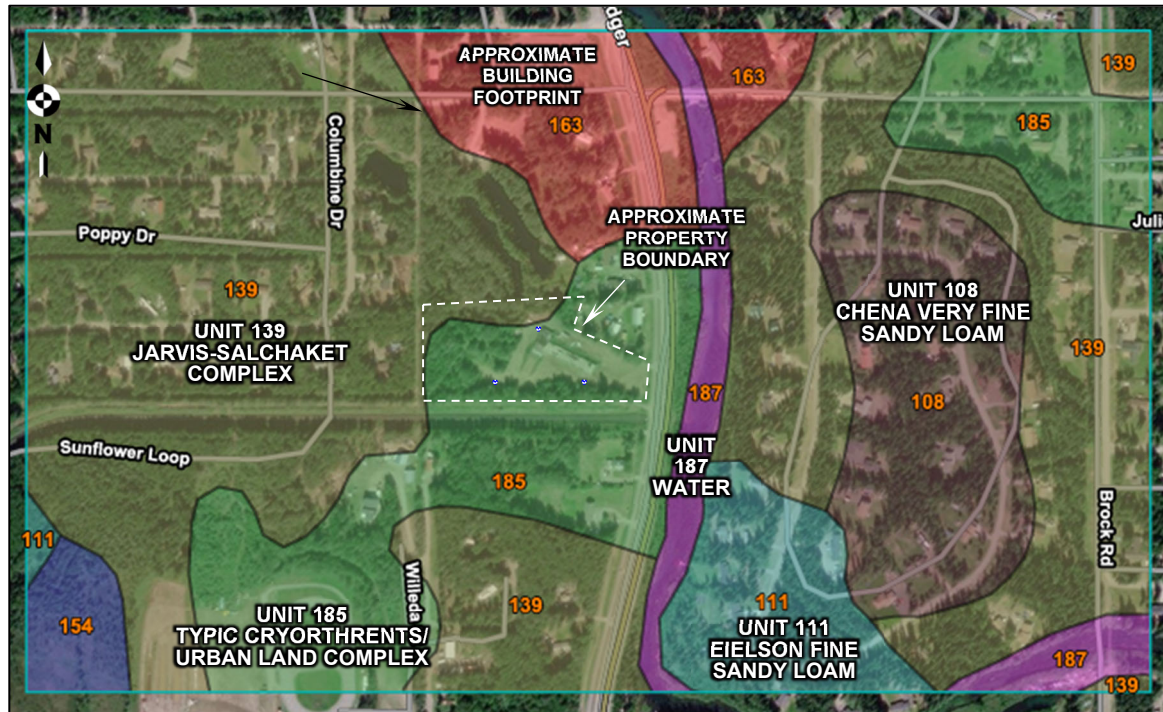 dger
APPROXIMATE
BUILDING
FOOTPRINT
163
163
139
185
N
Columbine Dr
Poppy Dr
APPROXIMATE
PROPERTY
BOUNDARY
139
UNIT 139
JARVIS-SALCHAKET
COMPLEX
UNIT 108
CHENA VERY FINE
SANDY LOAM
108
139
187
UNIT
187
WATER
Sunflower Loop
185
111
154
Willeda
UNIT 185
TYPIC CRYORTHRENTS/
URBAN LAND COMPLEX
139
111
UNIT 111
EIELSON FINE
SANDY LOAM
Brock Rd
187
139
Julie